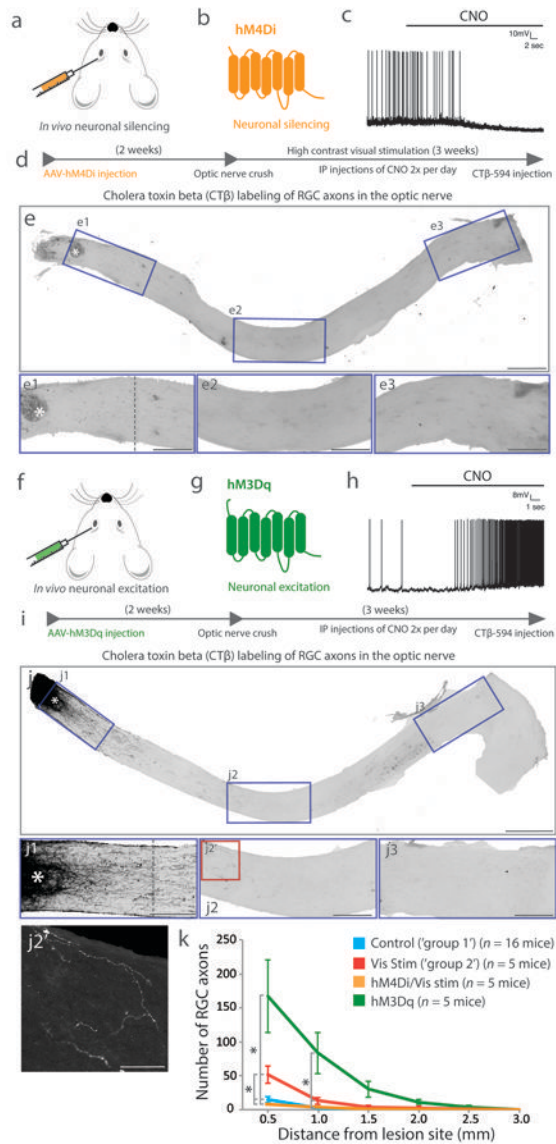 a
b
c
hM4Di
CNO
10mV
2 sec
In vivo neuronal silencing
Neuronal silencing
d
(2 weeks)
High contrast visual stimulation (3 weeks)
AAV-hM4Di injection
Optic nerve crush
IP injections of CNO 2x per day
CTβ-594 injection
Cholera toxin beta (CTβ) labeling of RGC axons in the optic nerve
e
e1
*
e2
e3
e1
*
e2
e3
f
g
h
hM3Dq
CNO
8mV
1 sec
In vivo neuronal excitation
Neuronal excitation
i
(2 weeks)
(3 weeks)
AAV-hM3Dq injection
Optic nerve crush
IP injections of CNO 2x per day
CTβ-594 injection
Cholera toxin beta (CTβ) labeling of RGC axons in the optic nerve
j
j1
*
j2
j3
j1
*
j2'
j2
j3
j2'
k
Control ('group 1') (n = 16 mice)
Vis Stim ('group 2') (n = 5 mice)
hM4Di/Vis stim (n = 5 mice)
hM3Dq (n = 5 mice)
Number of RGC axons
250
200
150
100
50
0
*
*
*
0.5
1.0
1.5
2.0
2.5
3.0
Distance from lesion site (mm)